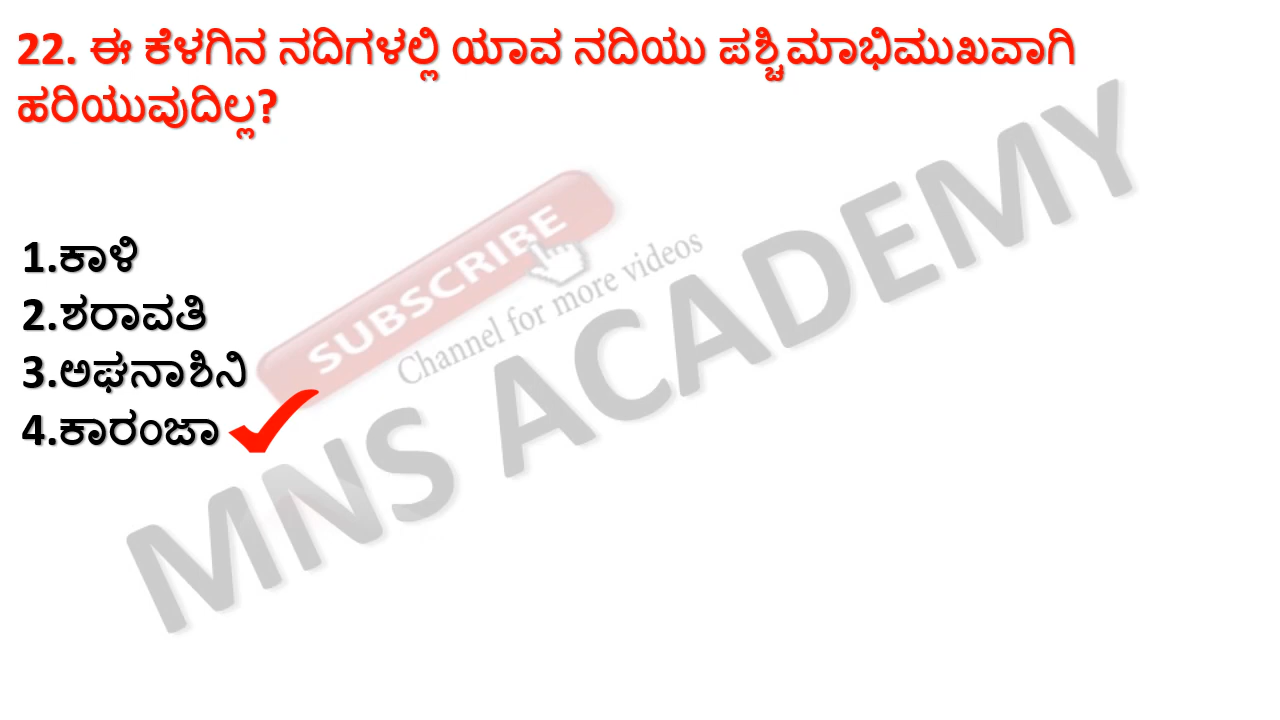 22. ಈ ಕೆಳಗಿನ ನದಿಗಳಲ್ಲಿ ಯಾವ ನದಿಯು ಪಶ್ಚಿಮಾಭಿಮುಖವಾಗಿ
ಹರಿಯುವುದಿಲ್ಲ?
1.ಕಾಳಿ
2.ಶರಾವತಿ
3.ಅಘನಾಶಿನಿ
4.ಕಾರಂಜಾ
SUBSCRIBE
Channel for more videos
MNS ACADEMY